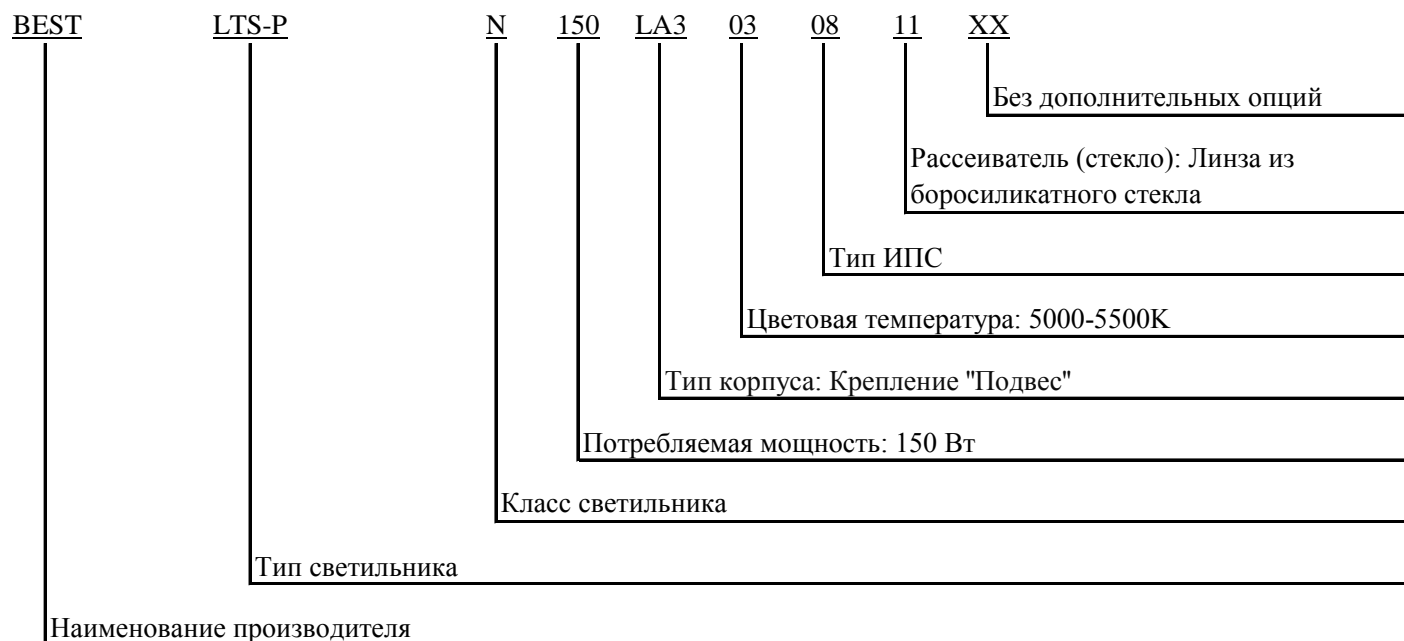 BEST LTS-P N 150 LA3 03 08 11 XX
Без дополнительных опций
Рассеиватель (стекло): Линза из
боросиликатного стекла
Тип ИПС
Цветовая температура: 5000-5500K
Тип корпуса: Крепление "Подвес"
Потребляемая мощность: 150 Вт
Класс светильника
Тип светильника
Наименование производителя